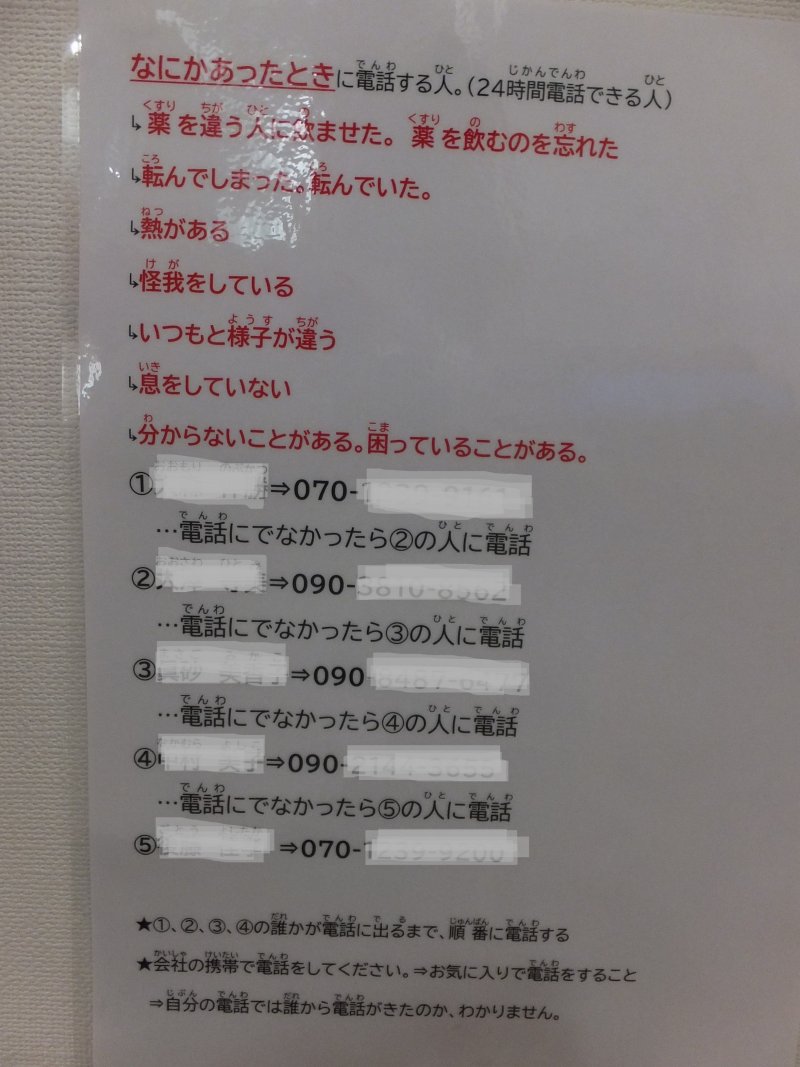 なにかあったときに電話する人。(24時間電話できる人)
↳薬を違う人に飲ませた。 薬を飲むのを忘れた
↳転んでしまった。転んでいた。
↳熱がある
↳怪我をしている
↳いつもと様子が違う
↳息をしていない
↳分からないことがある。困っていることがある。
① ⇒070-
…電話にでなかったら②の人に電話
② ⇒090-
…電話にでなかったら③の人に電話
③ ⇒090
…電話にでなかったら④の人に電話
④ ⇒090-
…電話にでなかったら⑤の人に電話
⑤ ⇒070-
★①、②、③、④の誰かが電話に出るまで、順番に電話する
★会社の携帯で電話をしてください。⇒お気に入りで電話をすること
⇒自分の電話では誰から電話がきたのか、わかりません。